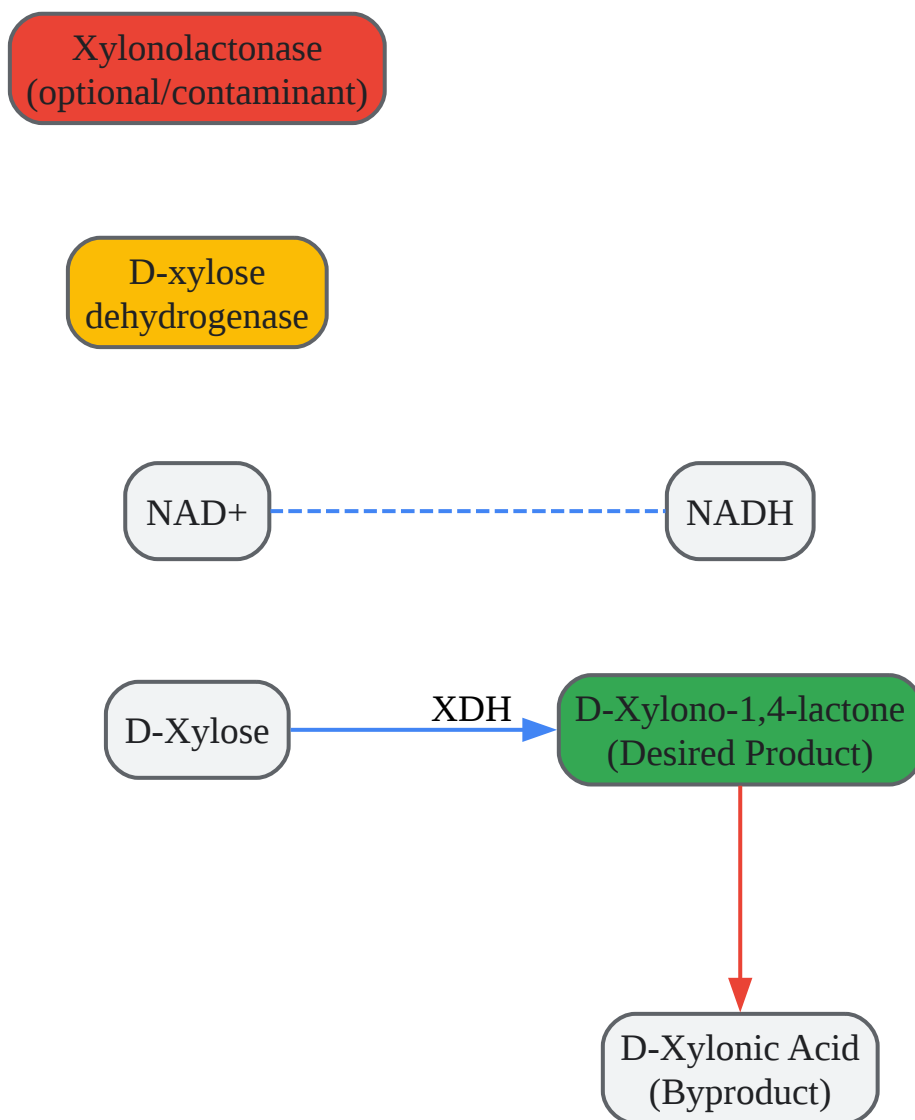 Xylonolactonase
(optional/contaminant)
D-xylose
dehydrogenase
NAD+
NADH
D-Xylose
XDH
D-Xylono-1,4-lactone
(Desired Product)
D-Xylonic Acid
(Byproduct)